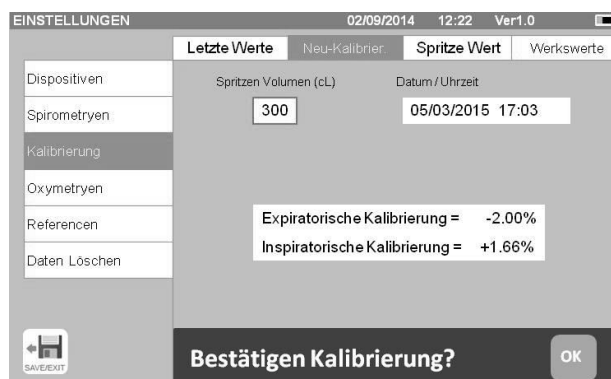 EINSTELLUNGEN 02/09/2014 12:22 Ver1.0
Letzte Werte Neu-Kalibrier. Spritze Wert Werkswerte
Dispositiven
Spirometryen
Kalibrierung
Oxymetryen
Referencen
Daten Löschen
Spritzen Volumen (cL) Datum / Uhrzeit
300 05/03/2015 17:03
Expiratorische Kalibrierung = -2.00%
Inspiratorische Kalibrierung = +1.66%
SAVE/EXIT
Bestätigen Kalibrierung? OK